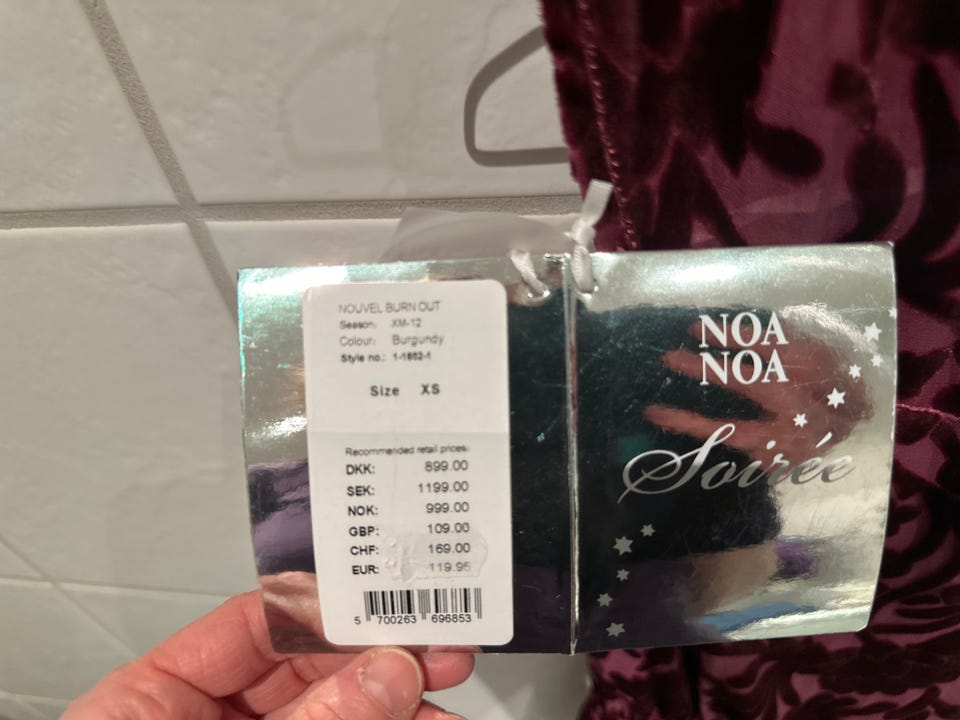 NOUVEL BURN OUT
Season: XM-12
Colour: Burgundy
Style no.: 1-1652-1
Size XS
Recommended retail prices:
DKK: 899.00
SEK: 1199.00
NOK: 999.00
GBP: 109.00
CHF: 169.00
EUR: 119.95
5 700263 696853
NOA
NOA
Soirée